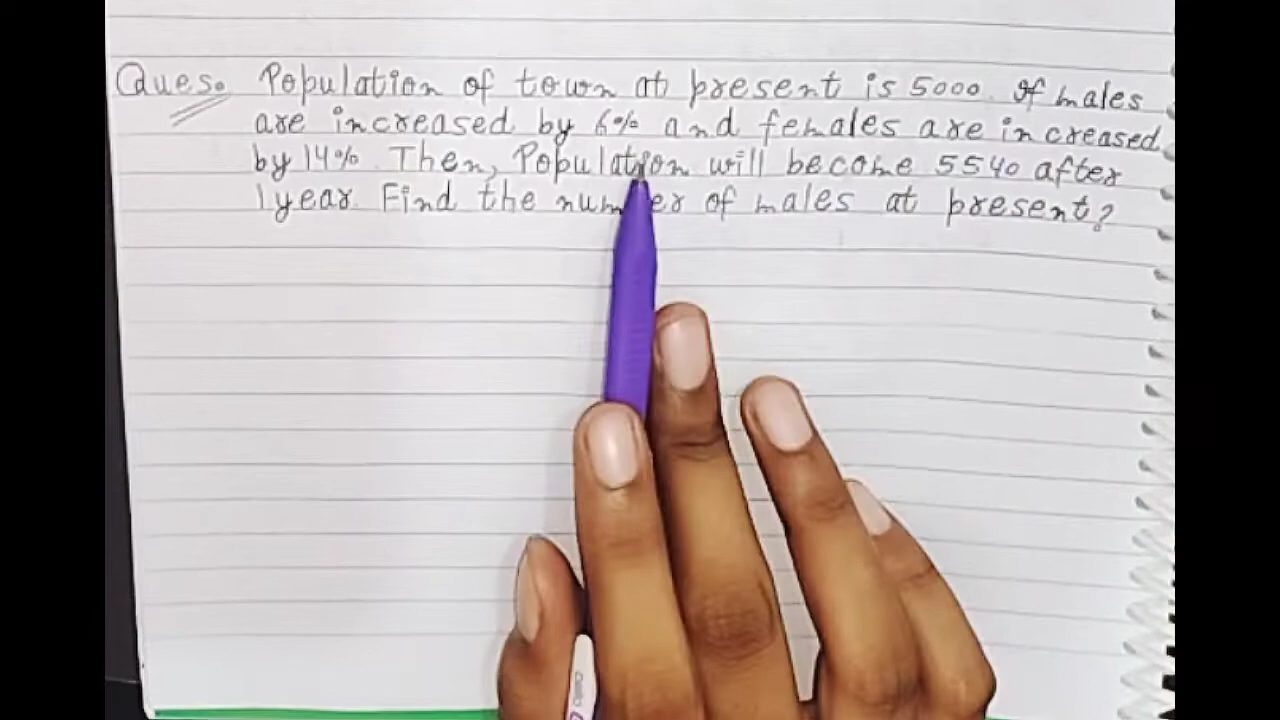 Ques. Population of town at present is 5000. If males
are increased by 6% and females are increased
by 14% Then, Population will become 5540 after
1 year. Find the number of males at present?
Cello